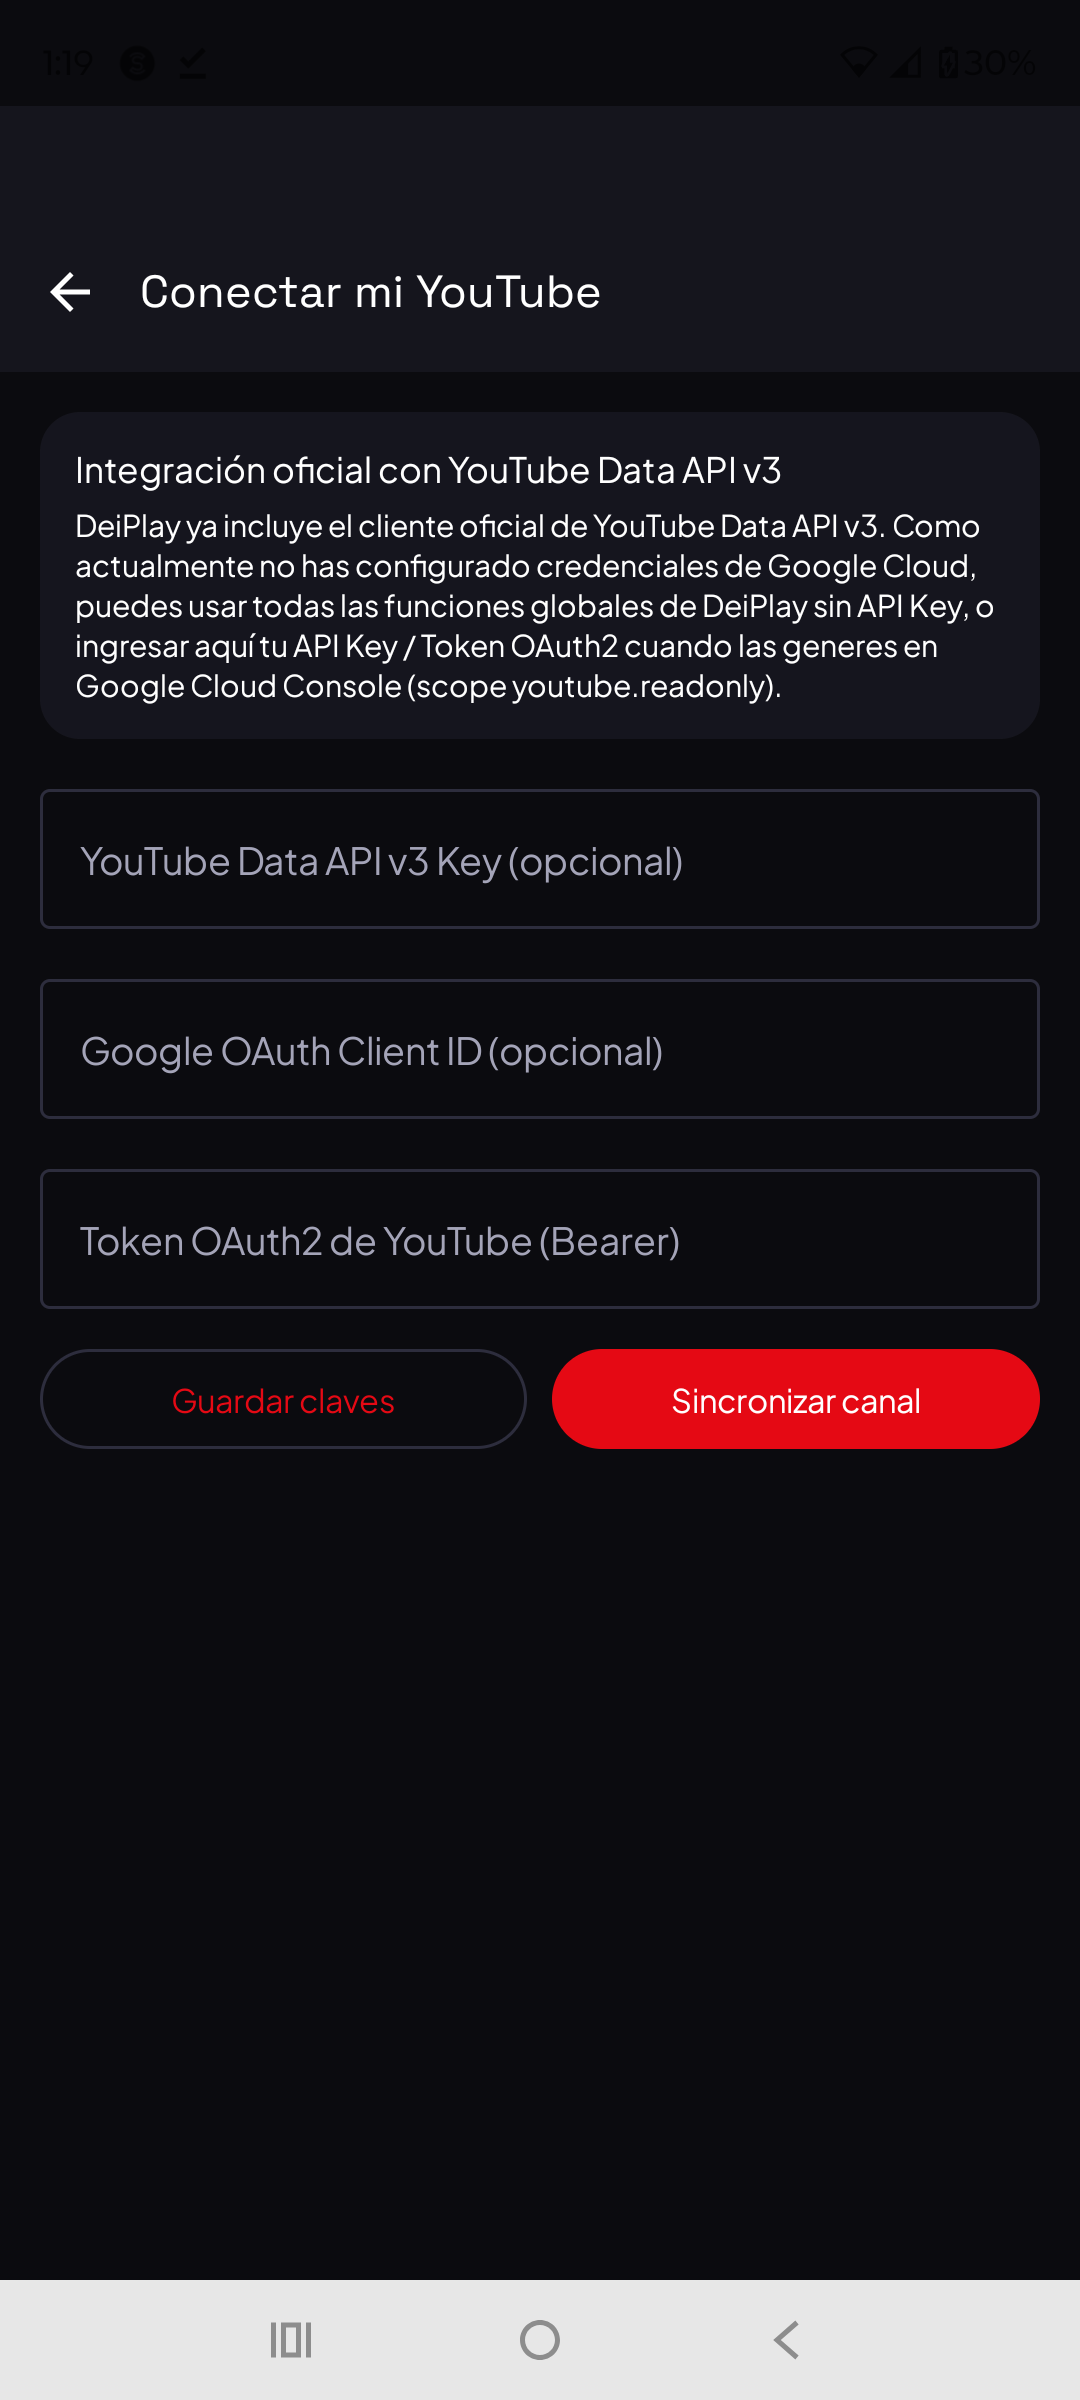 1:19
30%
Conectar mi YouTube
Integración oficial con YouTube Data API v3
DeiPlay ya incluye el cliente oficial de YouTube Data API v3. Como
actualmente no has configurado credenciales de Google Cloud,
puedes usar todas las funciones globales de DeiPlay sin API Key, o
ingresar aquí tu API Key / Token OAuth2 cuando las generes en
Google Cloud Console (scope youtube.readonly).
YouTube Data API v3 Key (opcional)
Google OAuth Client ID (opcional)
Token OAuth2 de YouTube (Bearer)
Guardar claves
Sincronizar canal